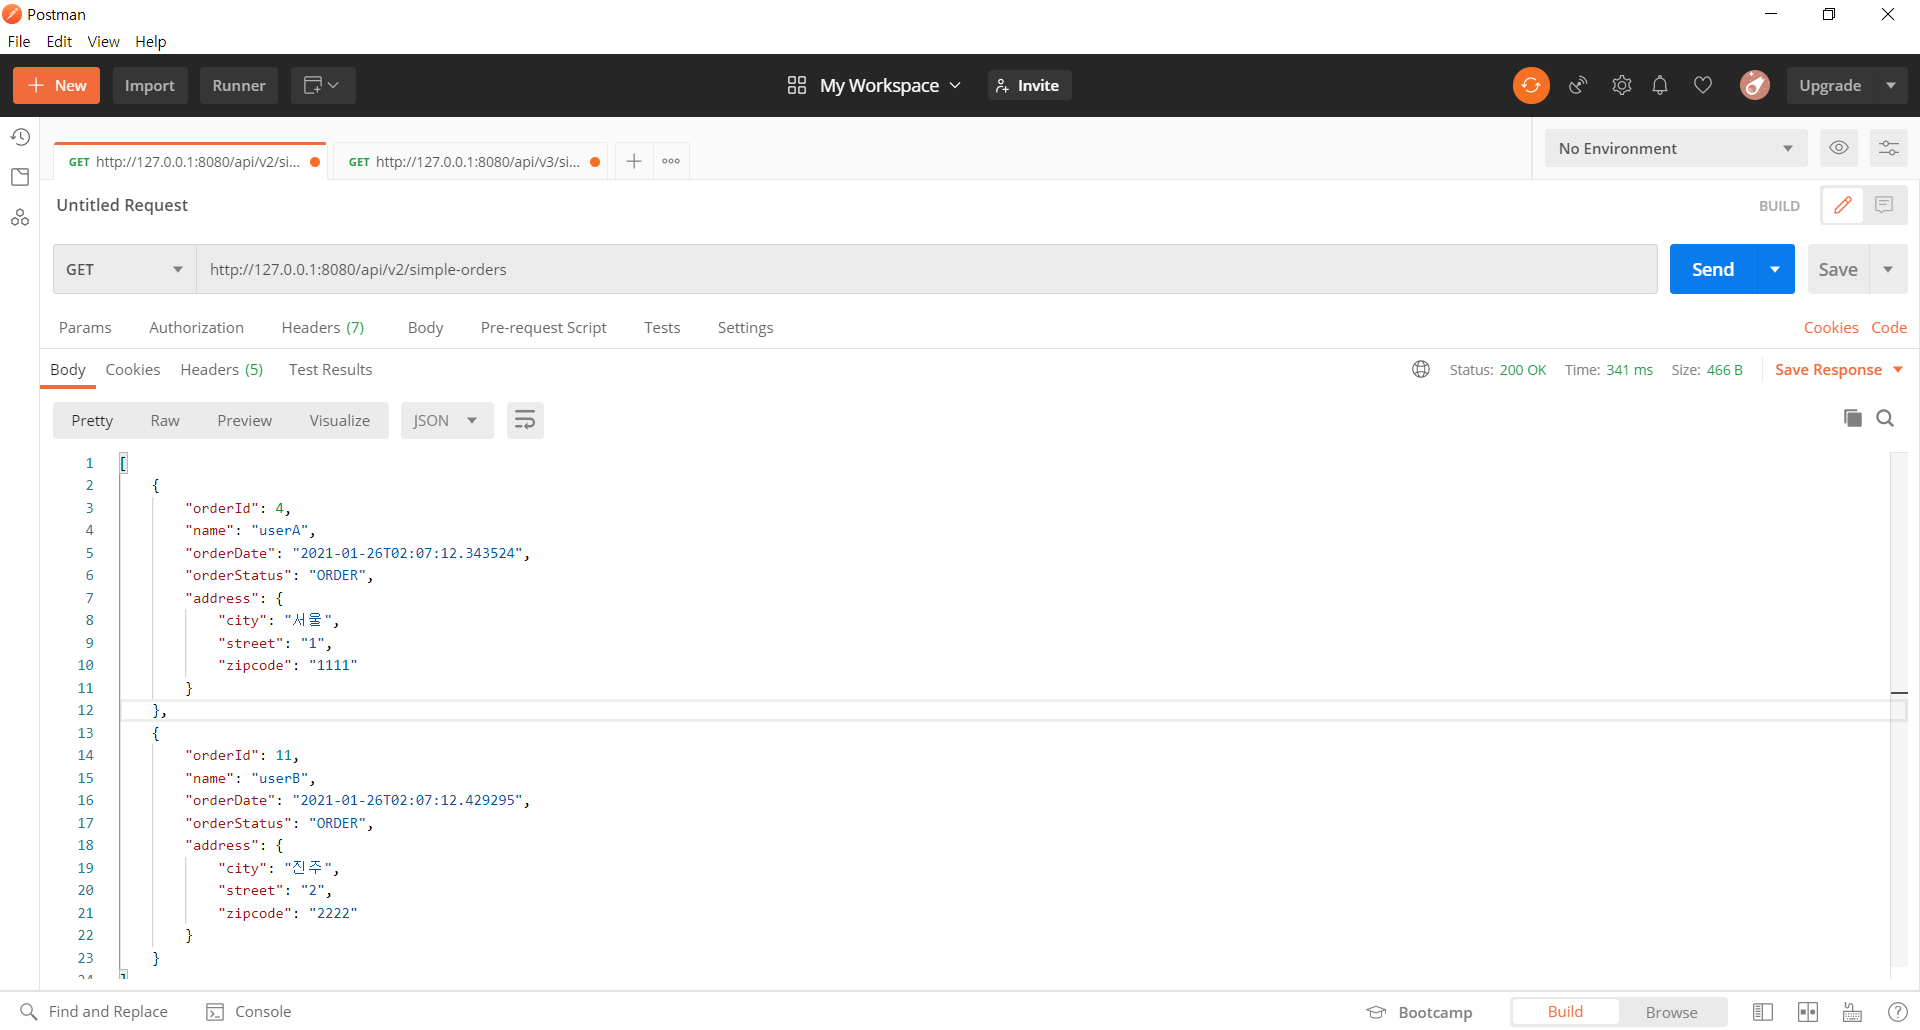 Postman
File Edit View Help
New Import Runner My Workspace Invite Upgrade
GET http://127.0.0.1:8080/api/v2/si... GET http://127.0.0.1:8080/api/v3/si... No Environment
Untitled Request BUILD
GET http://127.0.0.1:8080/api/v2/simple-orders Send Save
Params Authorization Headers (7) Body Pre-request Script Tests Settings Cookies Code
Body Cookies Headers (5) Test Results Status: 200 OK Time: 341 ms Size: 466 B Save Response
Pretty Raw Preview Visualize JSON
1 [
2 {
3 "orderId": 4,
4 "name": "userA",
5 "orderDate": "2021-01-26T02:07:12.343524",
6 "orderStatus": "ORDER",
7 "address": {
8 "city": "서울",
9 "street": "1",
10 "zipcode": "1111"
11 }
12 },
13 {
14 "orderId": 11,
15 "name": "userB",
16 "orderDate": "2021-01-26T02:07:12.429295",
17 "orderStatus": "ORDER",
18 "address": {
19 "city": "진주",
20 "street": "2",
21 "zipcode": "2222"
22 }
23 }
24 ]
Find and Replace Console Bootcamp Build Browse